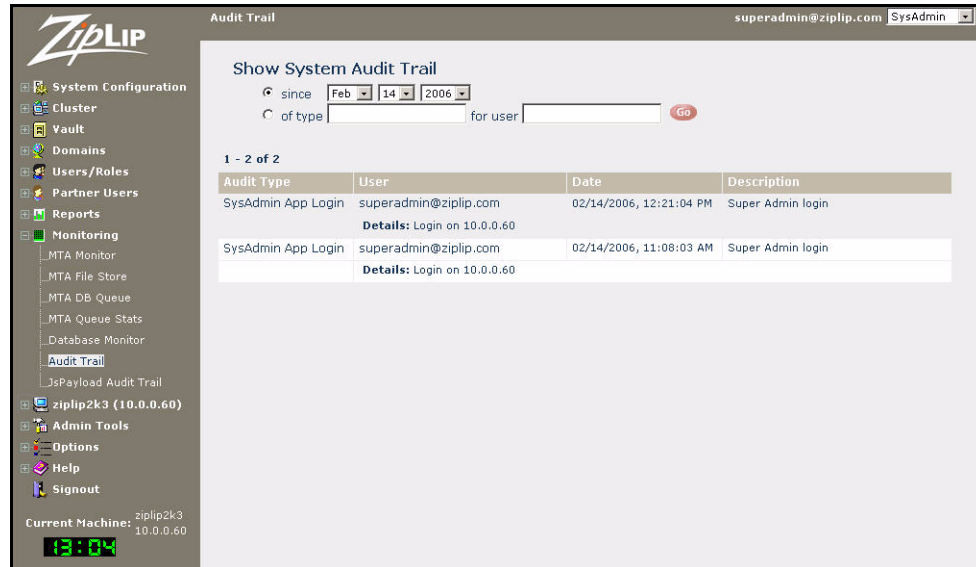 Audit Trail
superadmin@ziplip.com SysAdmin
ZipLip
System Configuration
Cluster
Vault
Domains
Users/Roles
Partner Users
Reports
Monitoring
MTA Monitor
MTA File Store
MTA DB Queue
MTA Queue Stats
Database Monitor
Audit Trail
JsPayload Audit Trail
ziplip2k3 (10.0.0.60)
Admin Tools
Options
Help
Signout
Current Machine: ziplip2k3
10.0.0.60
13:04
Show System Audit Trail
since Feb 14 2006
of type for user Go
1 - 2 of 2
Audit Type User Date Description
SysAdmin App Login superadmin@ziplip.com 02/14/2006, 12:21:04 PM Super Admin login
Details: Login on 10.0.0.60
SysAdmin App Login superadmin@ziplip.com 02/14/2006, 11:08:03 AM Super Admin login
Details: Login on 10.0.0.60